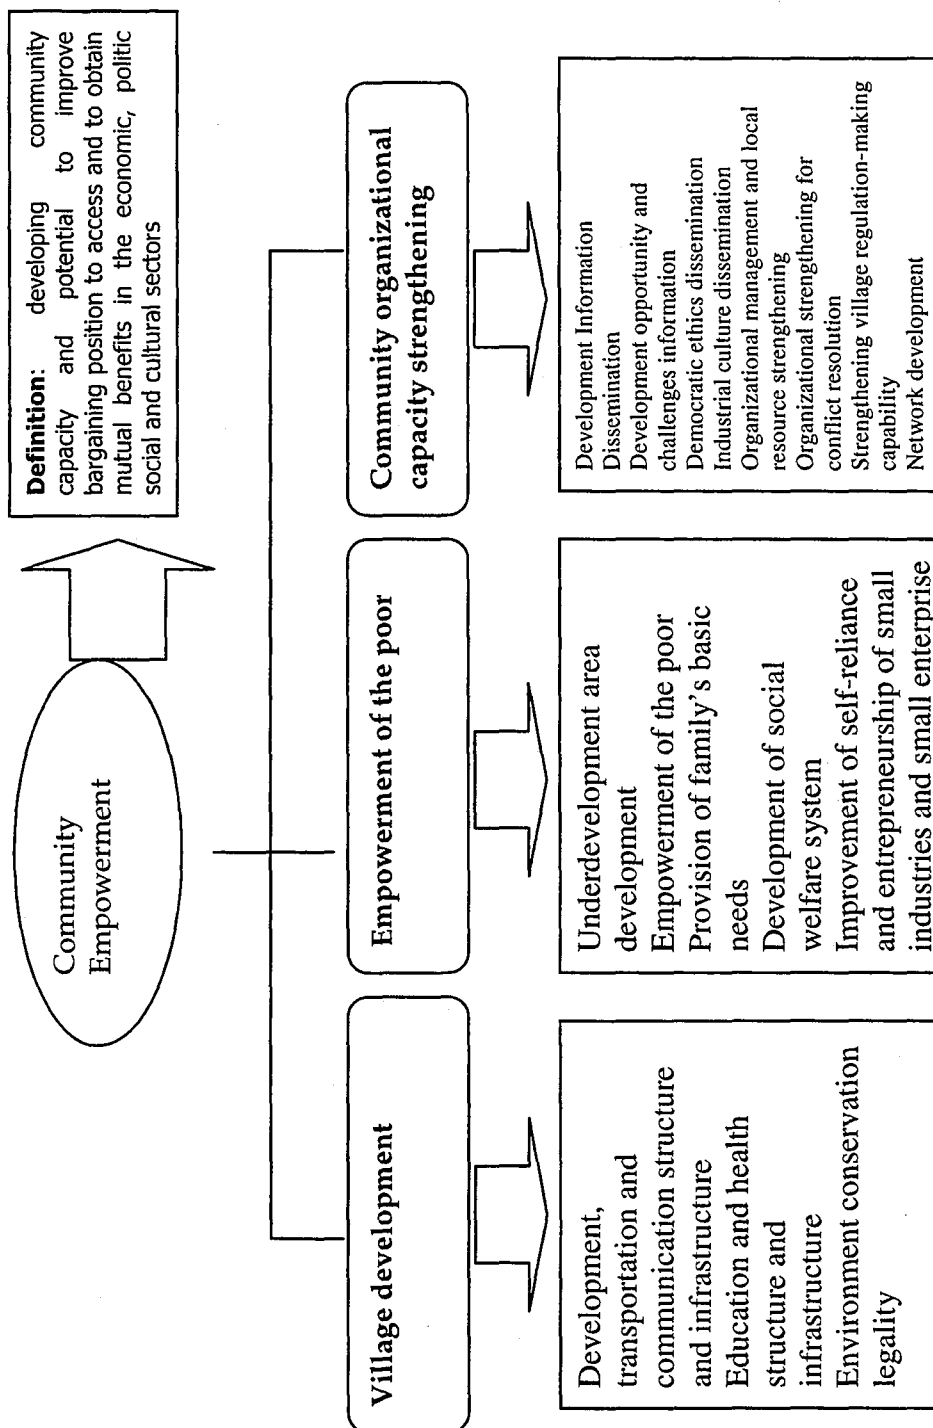 Community
Empowerment
Definition: developing community
capacity and potential to improve
bargaining position to access and to obtain
mutual benefits in the economic, politic
social and cultural sectors
Village development
Empowerment of the poor
Community organizational
capacity strengthening
Development,
transportation and
communication structure
and infrastructure
Education and health
structure and
infrastructure
Environment conservation
legality
Underdevelopment area
development
Empowerment of the poor
Provision of family's basic
needs
Development of social
welfare system
Improvement of self-reliance
and entrepreneurship of small
industries and small enterprise
Development Information
Dissemination
Development opportunity and
challenges information
Democratic ethics dissemination
Industrial culture dissemination
Organizational management and local
resource strengthening
Organizational strengthening for
conflict resolution
Strengthening village regulation-making
capability
Network development